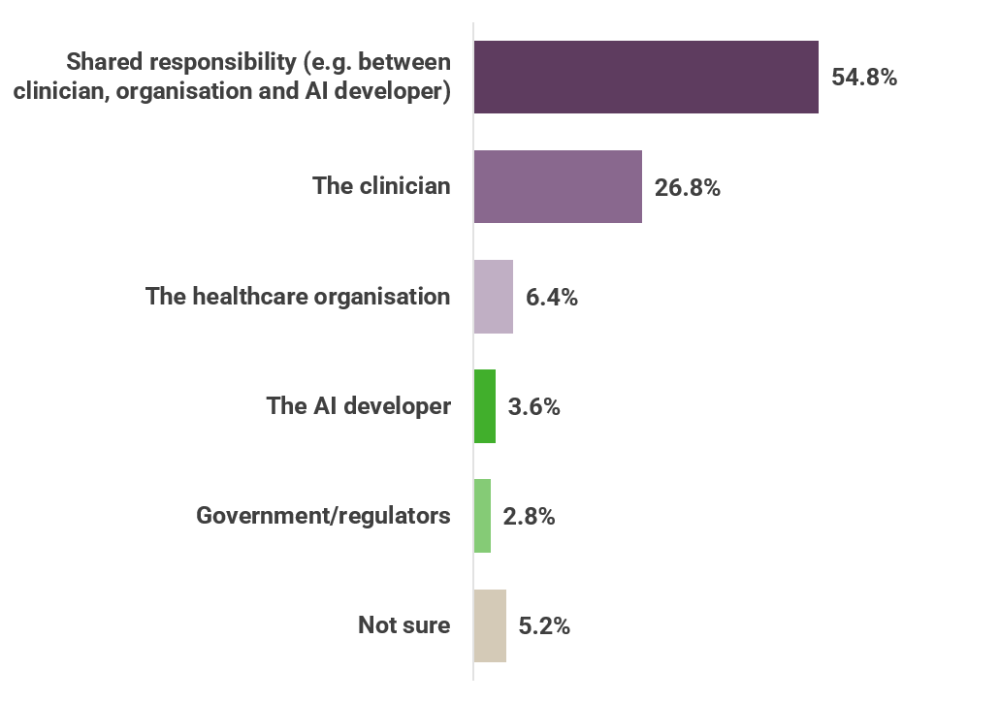 Shared responsibility (e.g. between
clinician, organisation and AI developer)
54.8%
The clinician
26.8%
The healthcare organisation
6.4%
The AI developer
3.6%
Government/regulators
2.8%
Not sure
5.2%